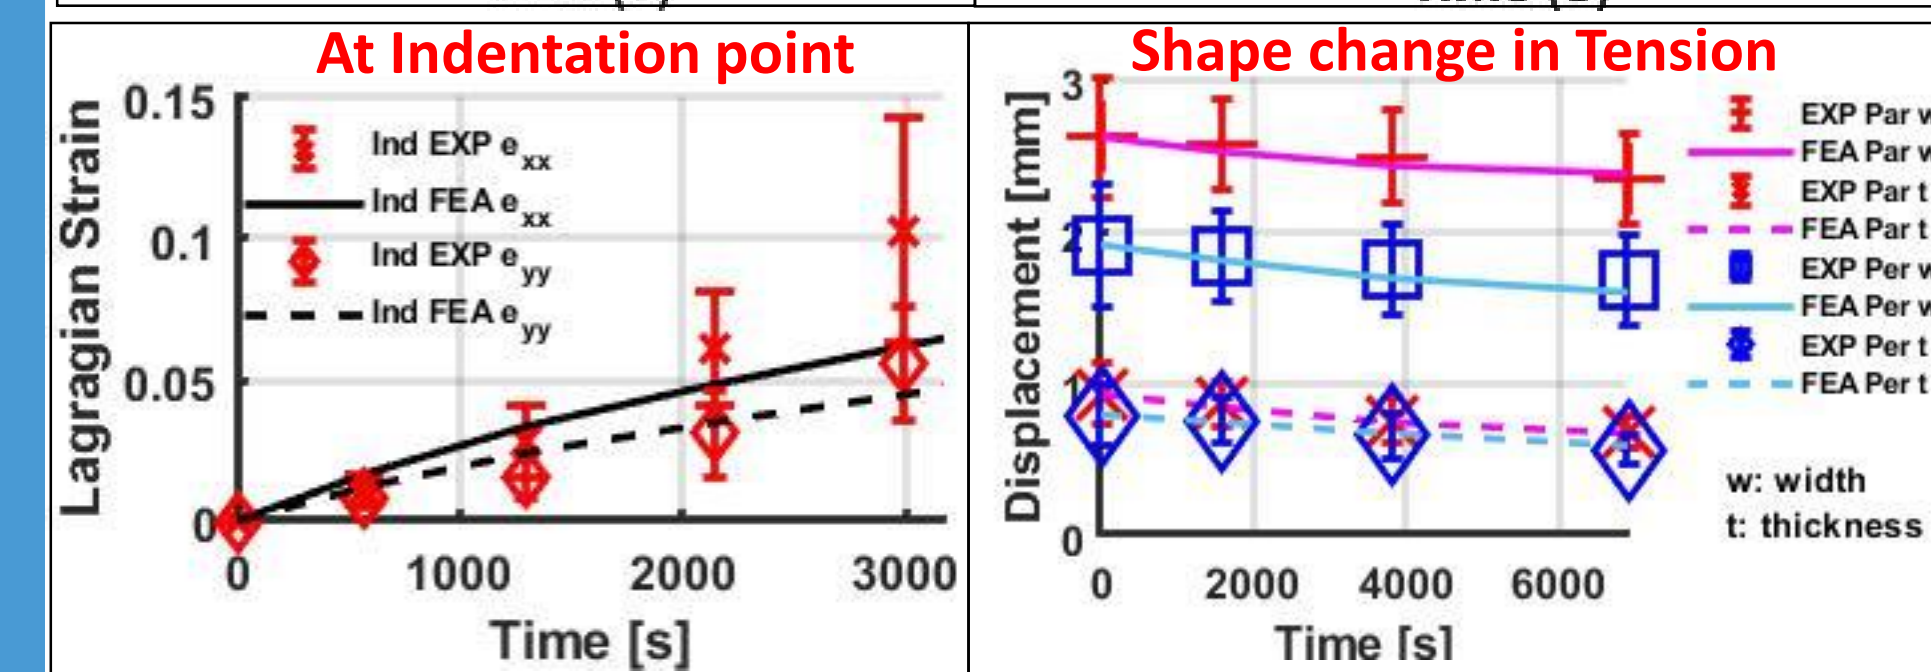 At Indentation point
Lagragian Strain
0.15
0.1
0.05
0
Ind EXP exx
Ind FEA exx
Ind EXP eyy
Ind FEA eyy
0 1000 2000 3000
Time [s]
Shape change in Tension
Displacement [mm]
3
2
1
0
EXP Par w
FEA Par w
EXP Par t
FEA Par t
EXP Per w
FEA Per w
EXP Per t
FEA Per t
w: width
t: thickness
0 2000 4000 6000
Time [s]